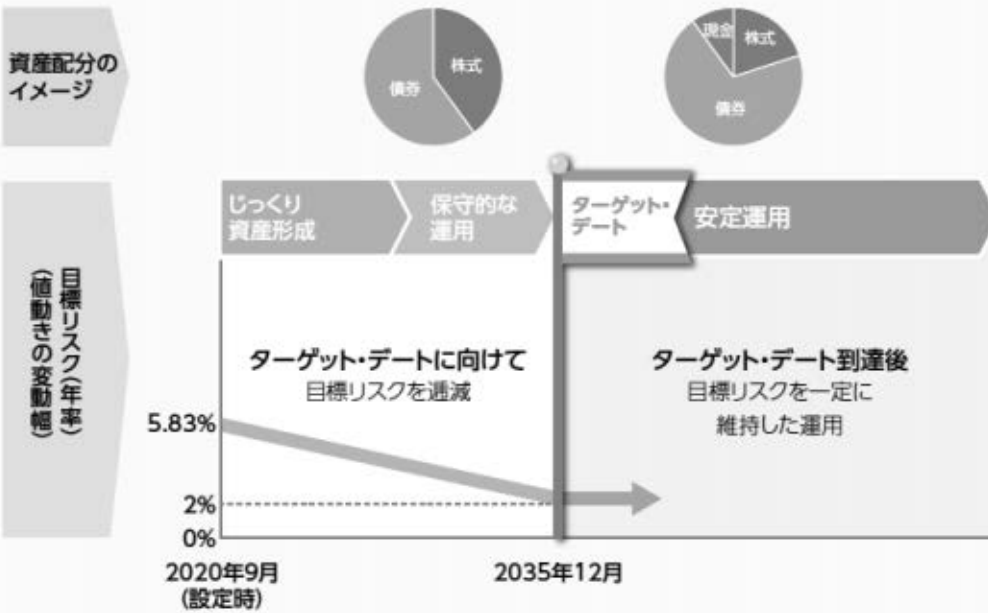 資産配分の
イメージ
株式
債券
現金
株式
債券
じっくり
資産形成
保守的な
運用
ターゲット・
デート
安定運用
目標リスク(年率)
(値動きの変動幅)
ターゲット・デートに向けて
目標リスクを逓減
ターゲット・デート到達後
目標リスクを一定に
維持した運用
5.83%
2%
0%
2020年9月
(設定時)
2035年12月